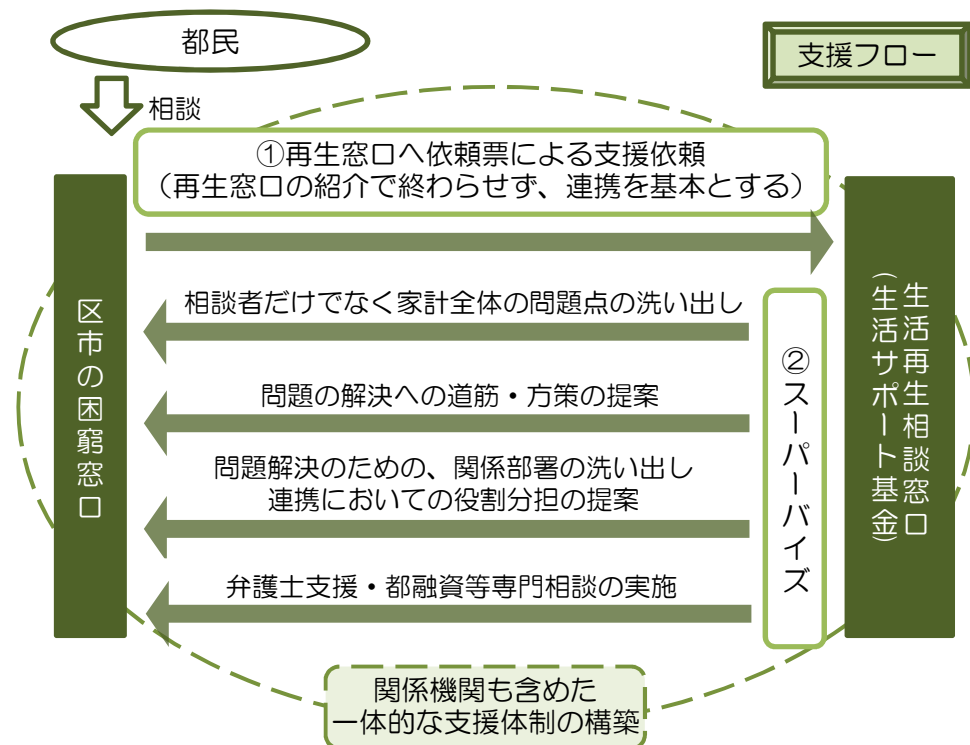 都民
支援フロー
相談
①再生窓口へ依頼票による支援依頼
（再生窓口の紹介で終わらせず、連携を基本とする）
区市の困窮窓口
相談者だけでなく家計全体の問題点の洗い出し
問題の解決への道筋・方策の提案
問題解決のための、関係部署の洗い出し
連携においての役割分担の提案
弁護士支援・都融資等専門相談の実施
②スーパーバイズ
生活再生相談窓口
（生活サポート基金）
関係機関も含めた
一体的な支援体制の構築